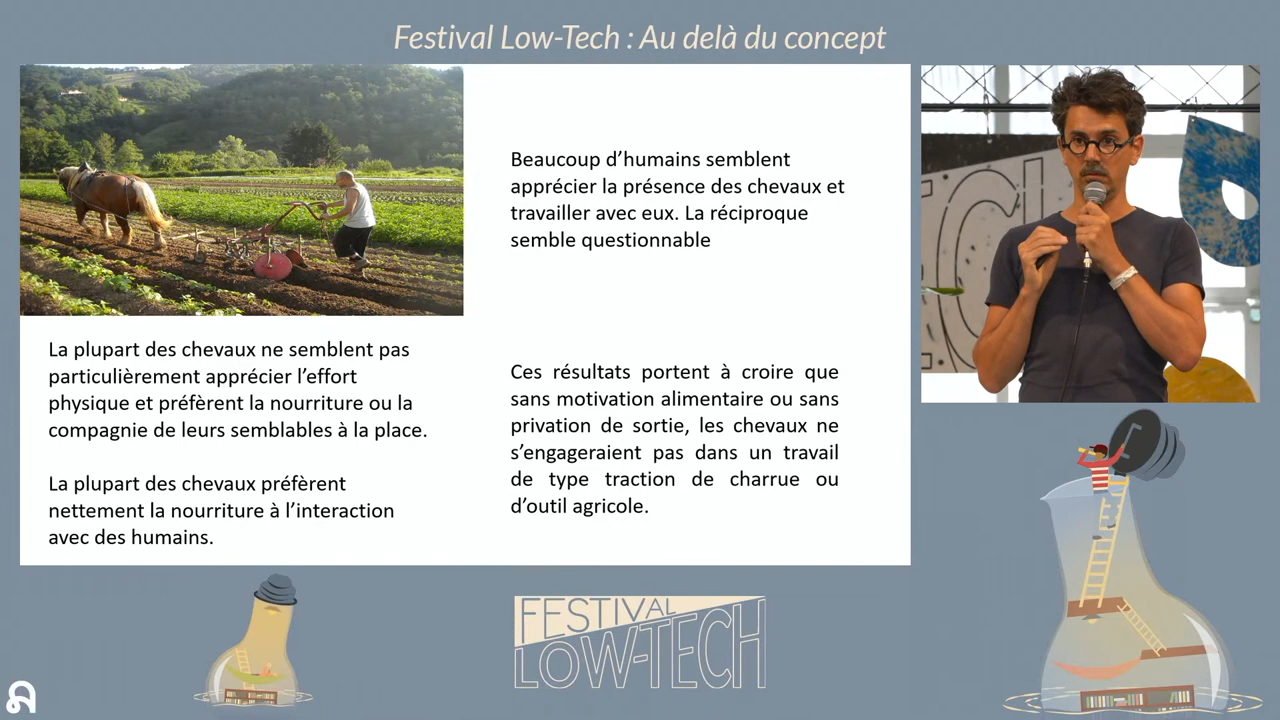 Festival Low-Tech : Au delà du concept
Beaucoup d’humains semblent
apprécier la présence des chevaux et
travailler avec eux. La réciproque
semble questionnable
La plupart des chevaux ne semblent pas
particulièrement apprécier l’effort
physique et préfèrent la nourriture ou la
compagnie de leurs semblables à la place.
La plupart des chevaux préfèrent
nettement la nourriture à l’interaction
avec des humains.
Ces résultats portent à croire que
sans motivation alimentaire ou sans
privation de sortie, les chevaux ne
s’engageraient pas dans un travail
de type traction de charrue ou
d’outil agricole.
FESTIVAL
LOW-TECH